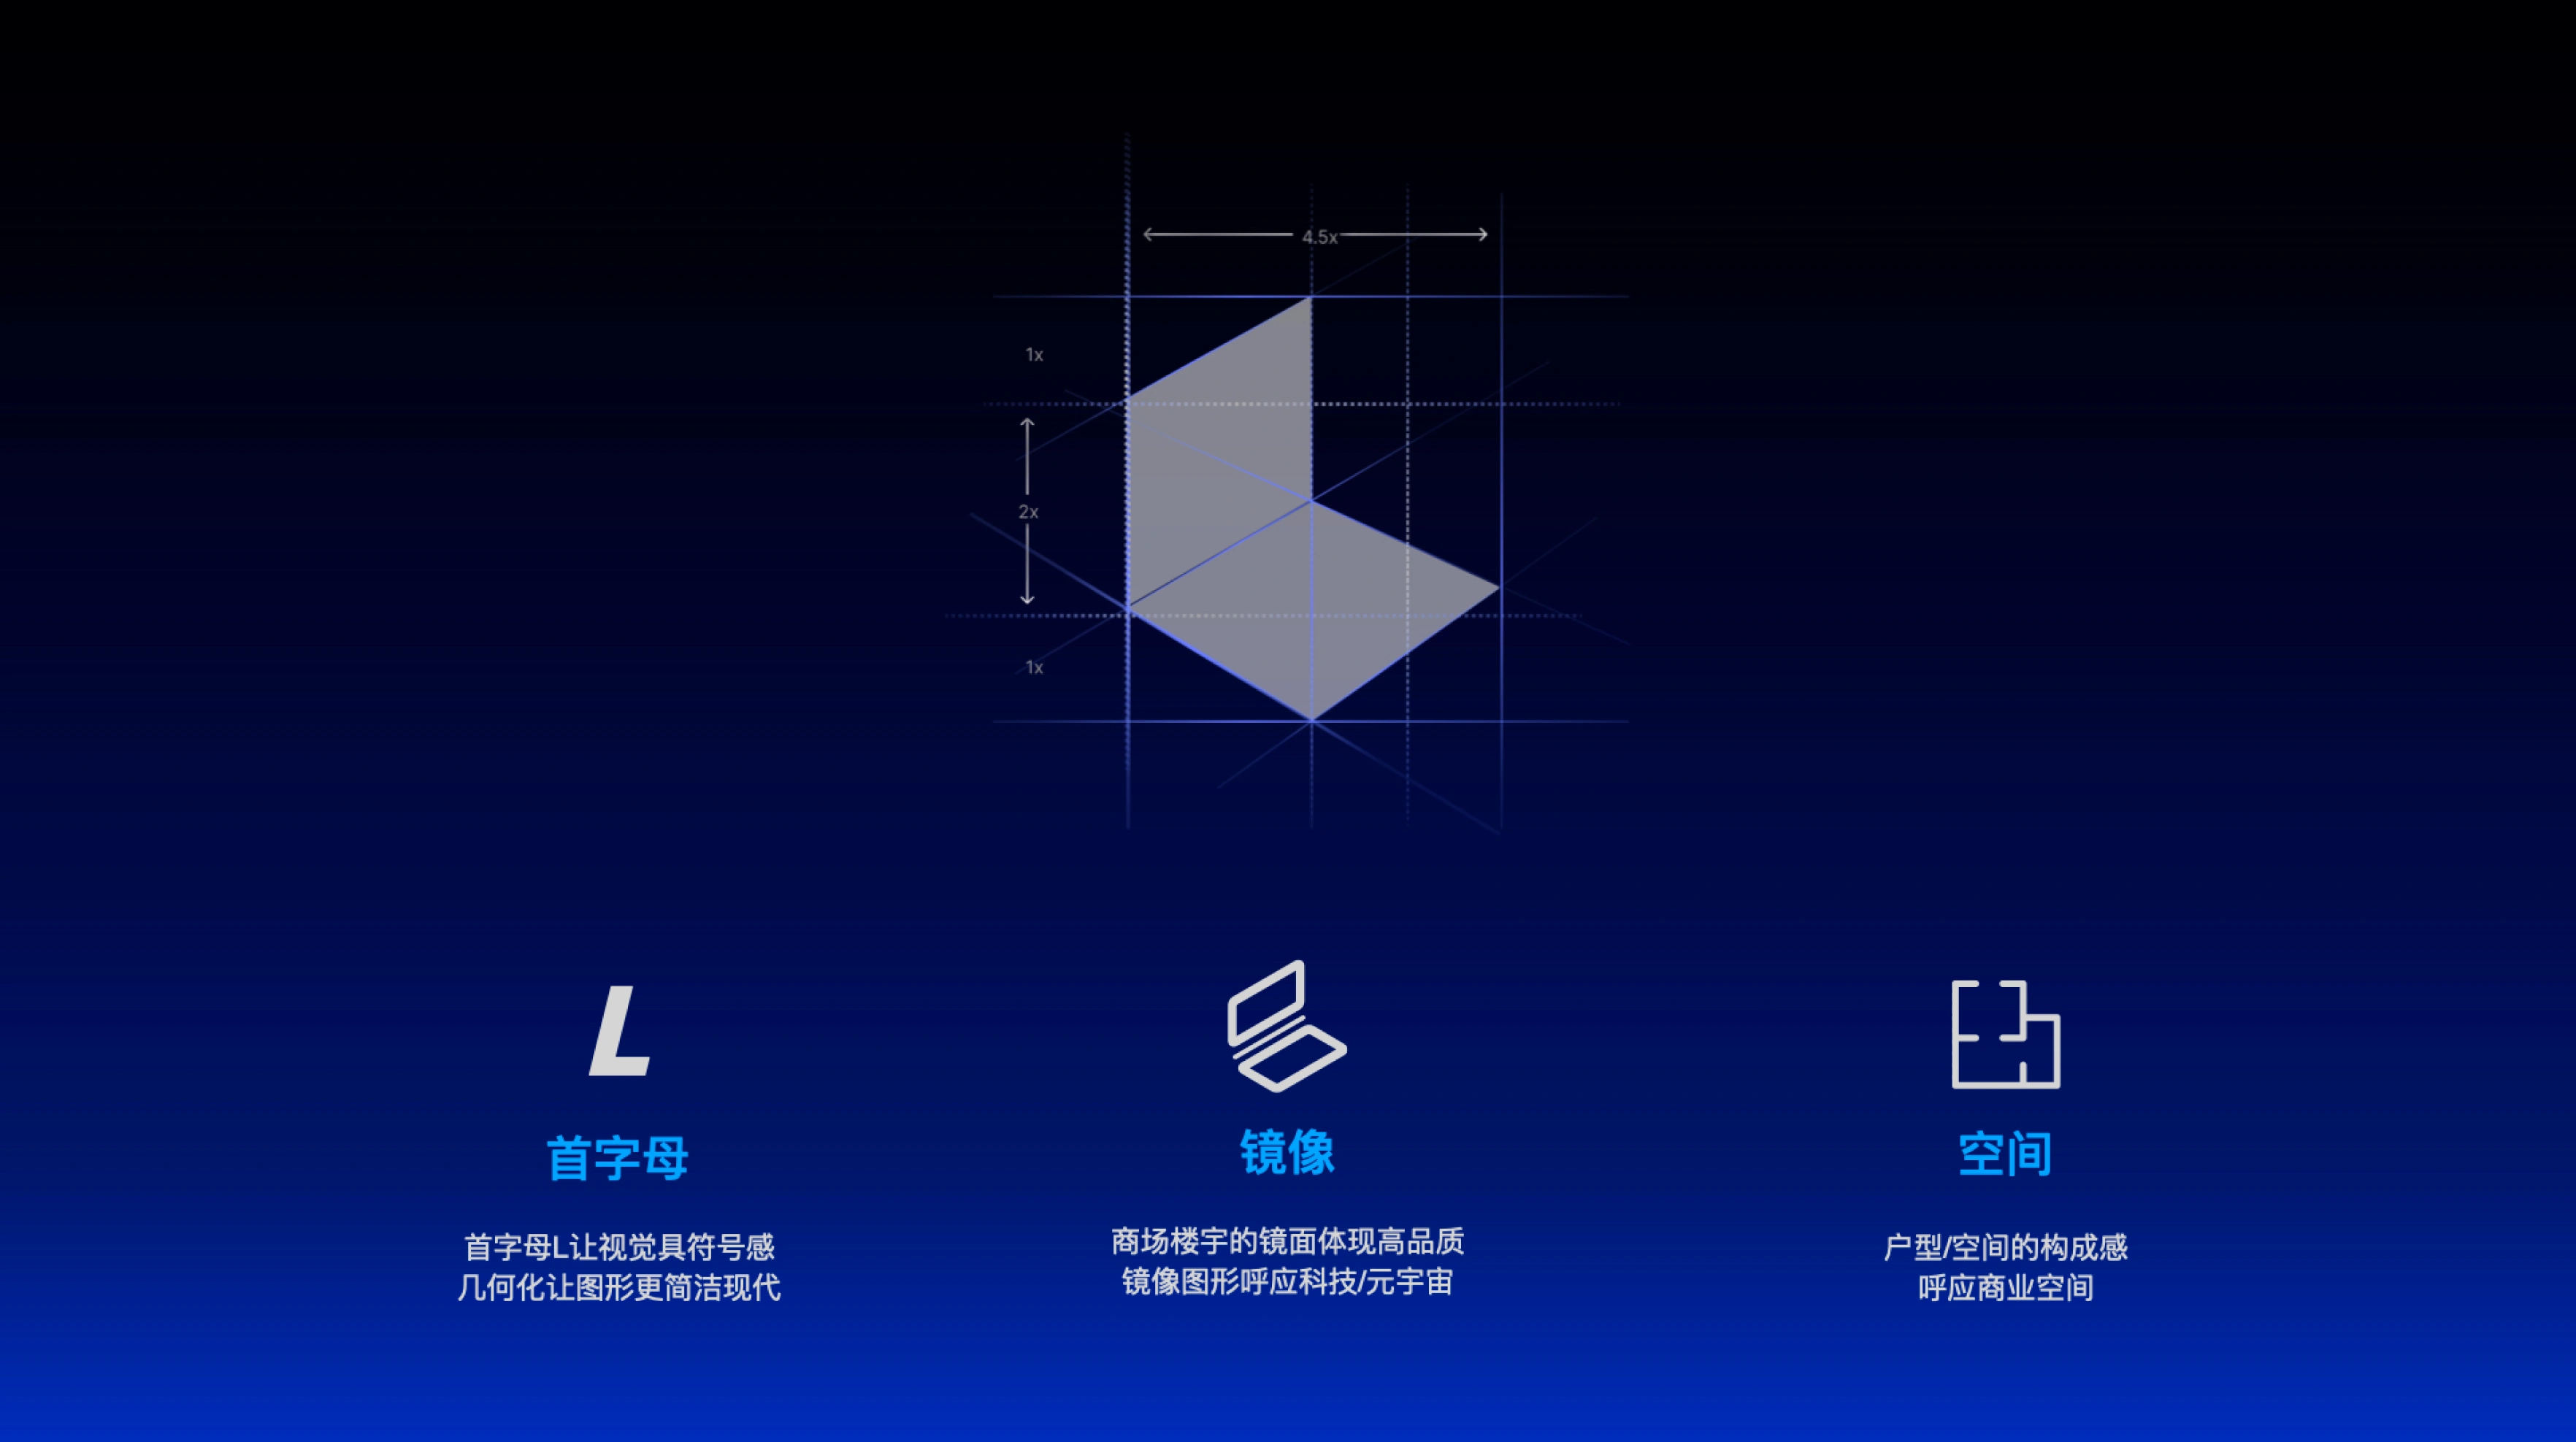 4.5x
1x
2x
1x
L
首字母
首字母L让视觉具符号感
几何化让图形更简洁现代
镜像
商场楼宇的镜面体现高品质
镜像图形呼应科技/元宇宙
空间
户型/空间的构成感
呼应商业空间